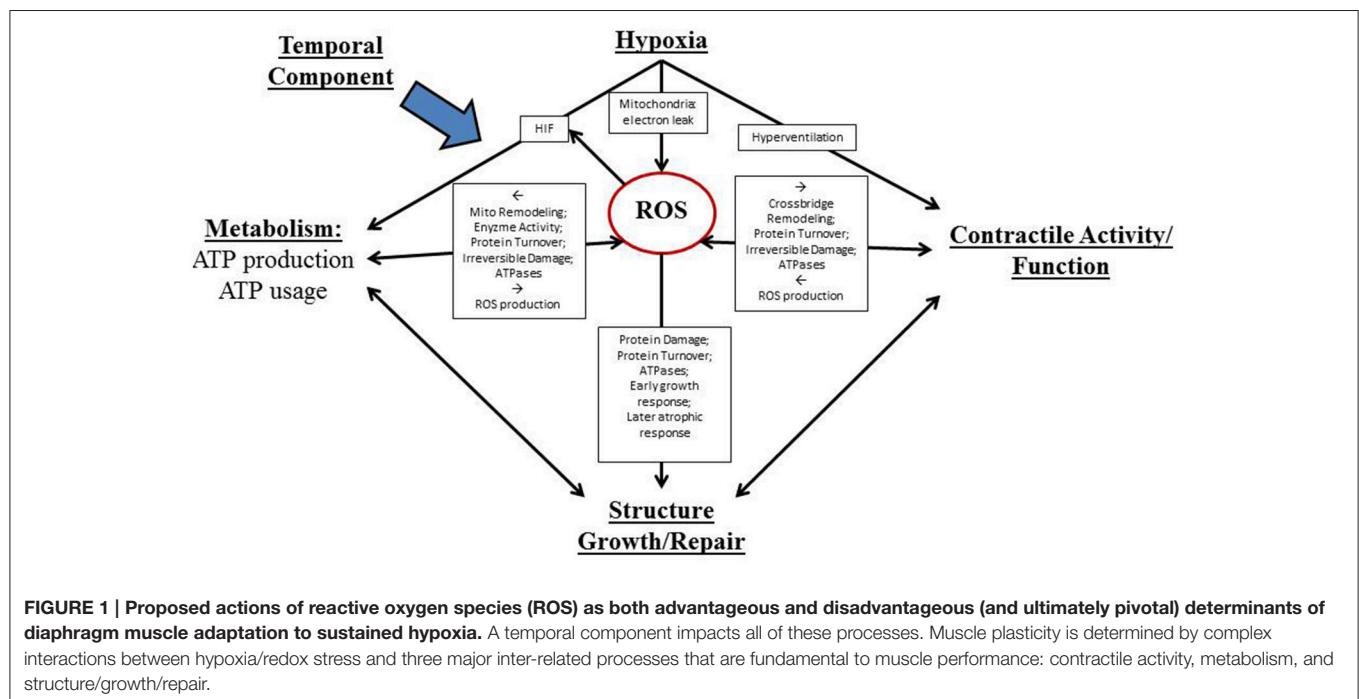 Temporal
Component
Hypoxia
HIF
Mitochondria:
electron leak
Hyperventilation
ROS
←
Mito Remodeling;
Enyzme Activity;
Protein Turnover;
Irreversible Damage;
ATPases
→
ROS production
→
Crossbridge
Remodeling;
Protein Turnover;
Irreversible Damage;
ATPases
←
ROS production
Metabolism:
ATP production
ATP usage
Contractile Activity/
Function
Protein Damage;
Protein Turnover;
ATPases;
Early growth
response;
Later atrophic
response
Structure
Growth/Repair
FIGURE 1 | Proposed actions of reactive oxygen species (ROS) as both advantageous and disadvantageous (and ultimately pivotal) determinants of
diaphragm muscle adaptation to sustained hypoxia. A temporal component impacts all of these processes. Muscle plasticity is determined by complex
interactions between hypoxia/redox stress and three major inter-related processes that are fundamental to muscle performance: contractile activity, metabolism, and
structure/growth/repair.